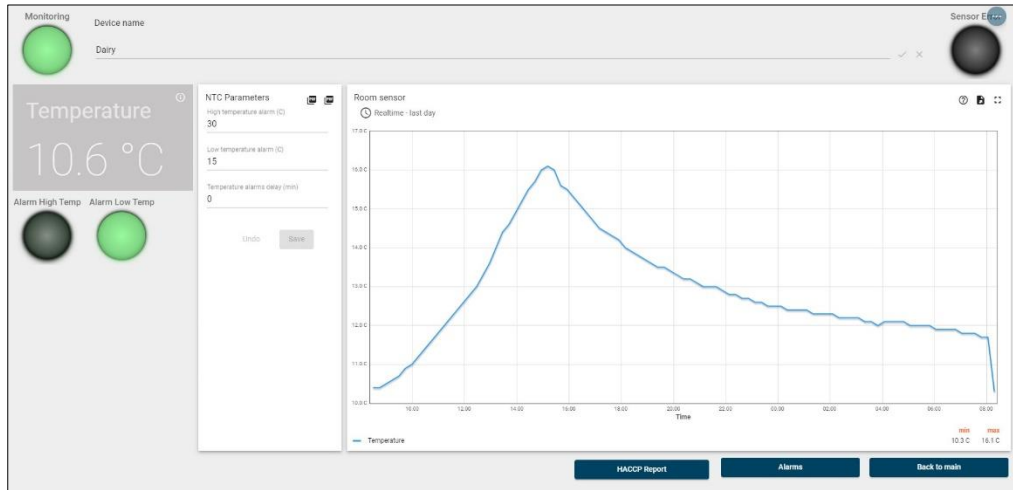 Monitoring
Device name
Dairy
Sensor
Temperature
10.6 °C
Alarm High Temp Alarm Low Temp
NTC Parameters
High temperature alarm (C)
30
Low temperature alarm (C)
15
Temperature alarms delay (min)
0
Undo Save
Room sensor
Realtime - last day
17.0 C
16.0 C
15.0 C
14.0 C
13.0 C
12.0 C
11.0 C
10.0 C
10:00 12:00 14:00 16:00 18:00 20:00 22:00 00:00 02:00 04:00 06:00 08:00
Time
min max
Temperature 10.3 C 16.1 C
HACCP Report Alarms Back to main